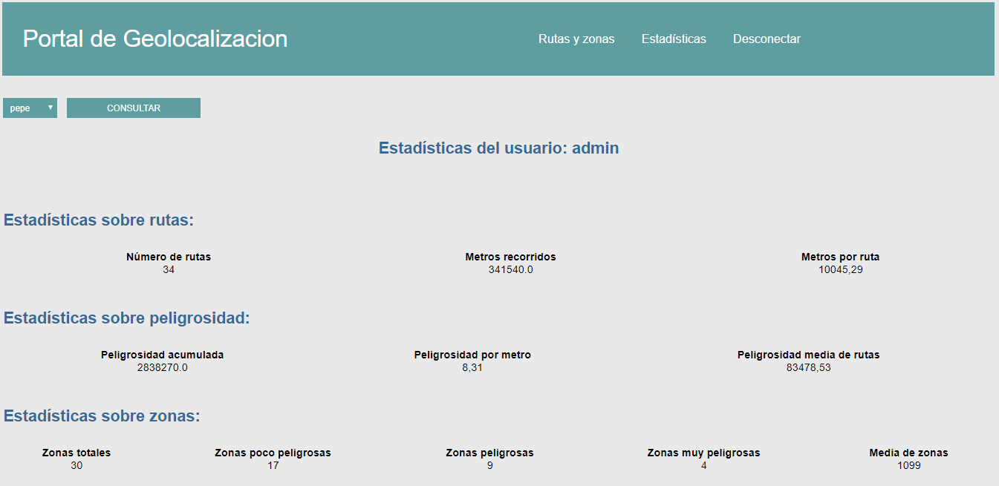 Portal de Geolocalizacion
Rutas y zonas Estadísticas Desconectar
pepe CONSULTAR
Estadísticas del usuario: admin
Estadísticas sobre rutas:
Número de rutas Metros recorridos Metros por ruta
34 341540.0 10045,29
Estadísticas sobre peligrosidad:
Peligrosidad acumulada Peligrosidad por metro Peligrosidad media de rutas
2838270.0 8,31 83478,53
Estadísticas sobre zonas:
Zonas totales Zonas poco peligrosas Zonas peligrosas Zonas muy peligrosas Media de zonas
30 17 9 4 1099